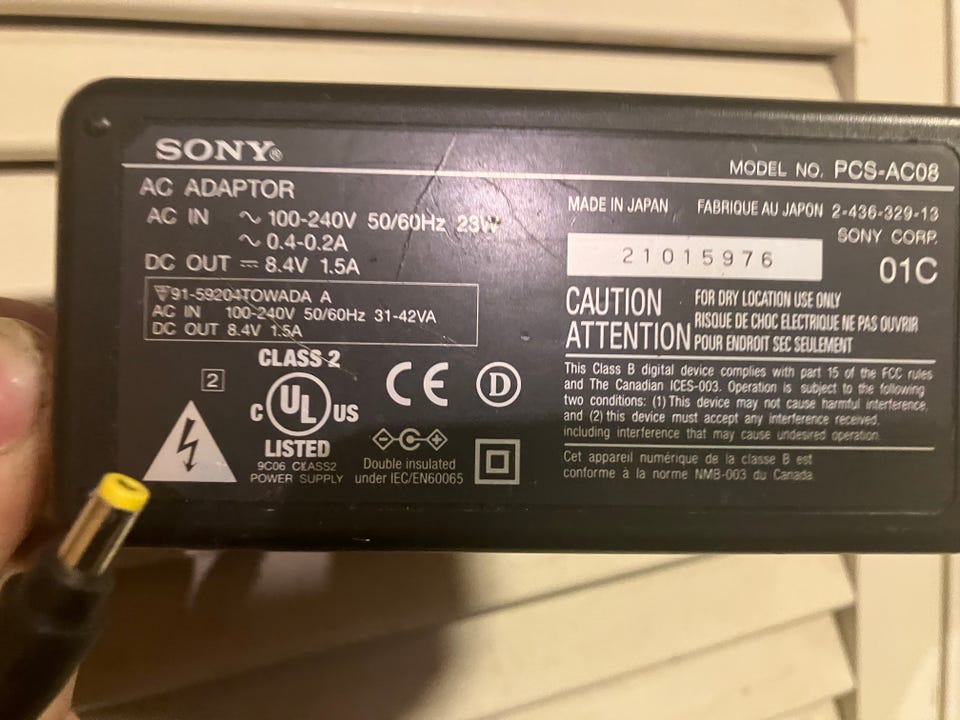 SONY®
MODEL NO. PCS-AC08
AC ADAPTOR
AC IN ~ 100-240V 50/60Hz 23W
~ 0.4-0.2A
DC OUT ⎓ 8.4V 1.5A
91-59204TOWADA A
AC IN 100-240V 50/60Hz 31-42VA
DC OUT 8.4V 1.5A
2
CLASS 2
C UL US
LISTED
9C06 CLASS2
POWER SUPPLY
CE
D
Double insulated
under IEC/EN60065
MADE IN JAPAN FABRIQUE AU JAPON 2-436-329-13
SONY CORP.
21015976
01C
CAUTION FOR DRY LOCATION USE ONLY
ATTENTION RISQUE DE CHOC ELECTRIQUE NE PAS OUVRIR
POUR ENDROIT SEC SEULEMENT
This Class B digital device complies with part 15 of the FCC rules
and The Canadian ICES-003. Operation is subject to the following
two conditions: (1) This device may not cause harmful interference,
and (2) this device must accept any interference received,
including interference that may cause undesired operation.
Cet appareil numérique de la classe B est
conforme à la norme NMB-003 du Canada.